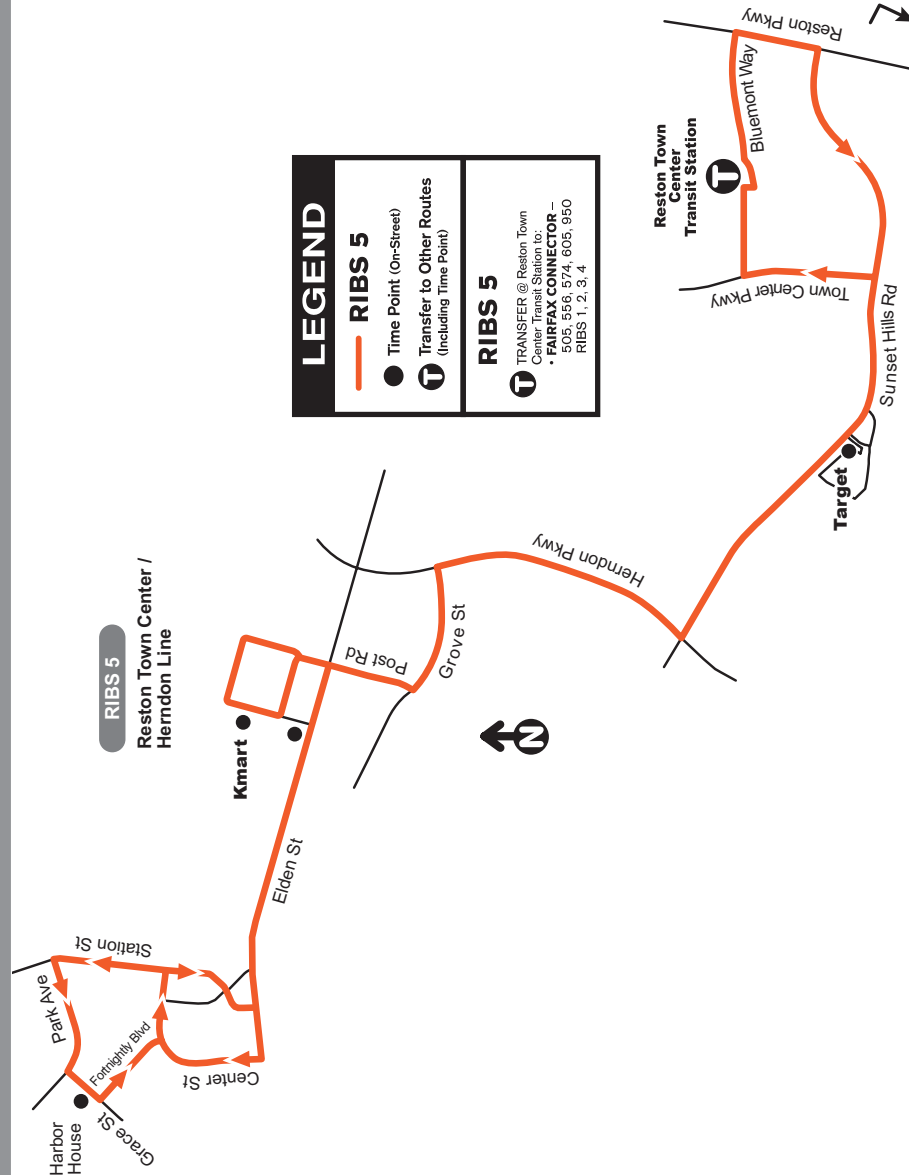 RIBS 5
Reston Town Center /
Herndon Line
LEGEND
RIBS 5
Time Point (On-Street)
T
Transfer to Other Routes
(Including Time Point)
RIBS 5
T
TRANSFER @ Reston Town
Center Transit Station to:
• FAIRFAX CONNECTOR –
505, 556, 574, 605, 950
RIBS 1, 2, 3, 4
Reston Pkwy
Bluemont Way
Reston Town
Center
Transit Station
T
Town Center Pkwy
Sunset Hills Rd
Target
Herndon Pkwy
Grove St
Post Rd
Kmart
N
Elden St
Station St
Park Ave
Fortnightly Blvd
Center St
Grace St
Harbor
House